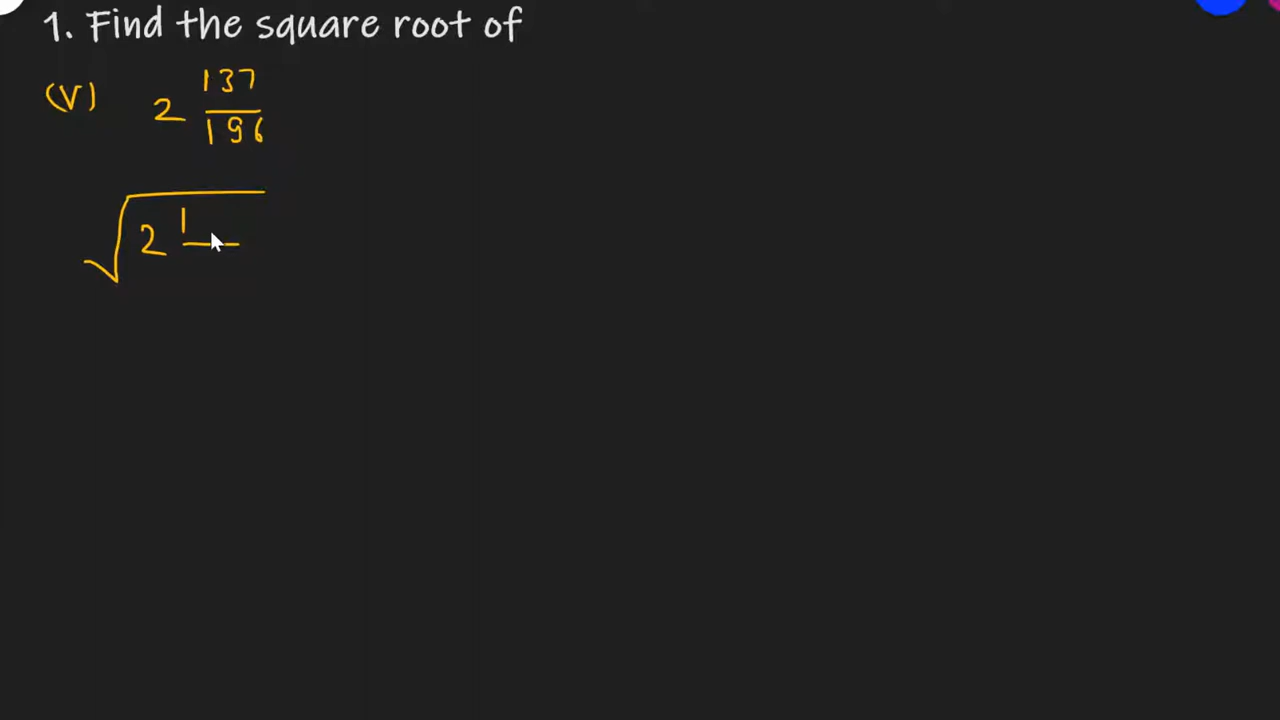 1. Find the square root of
(v) 2 137/196
√2 1